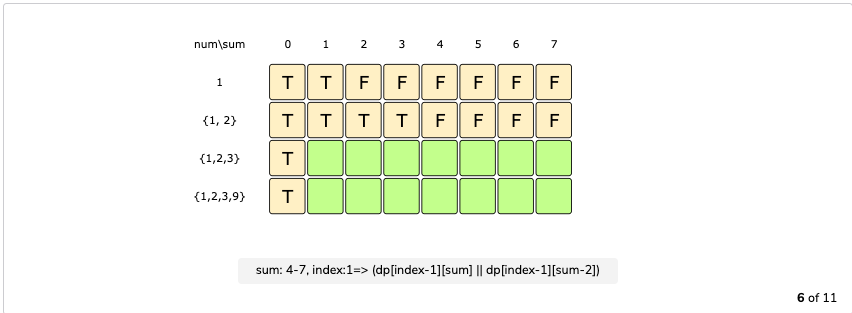 num\sum 0 1 2 3 4 5 6 7
1 T T F F F F F F
{1, 2} T T T T F F F F
{1,2,3} T
{1,2,3,9} T
sum: 4-7, index:1=> (dp[index-1][sum] || dp[index-1][sum-2])
6 of 11